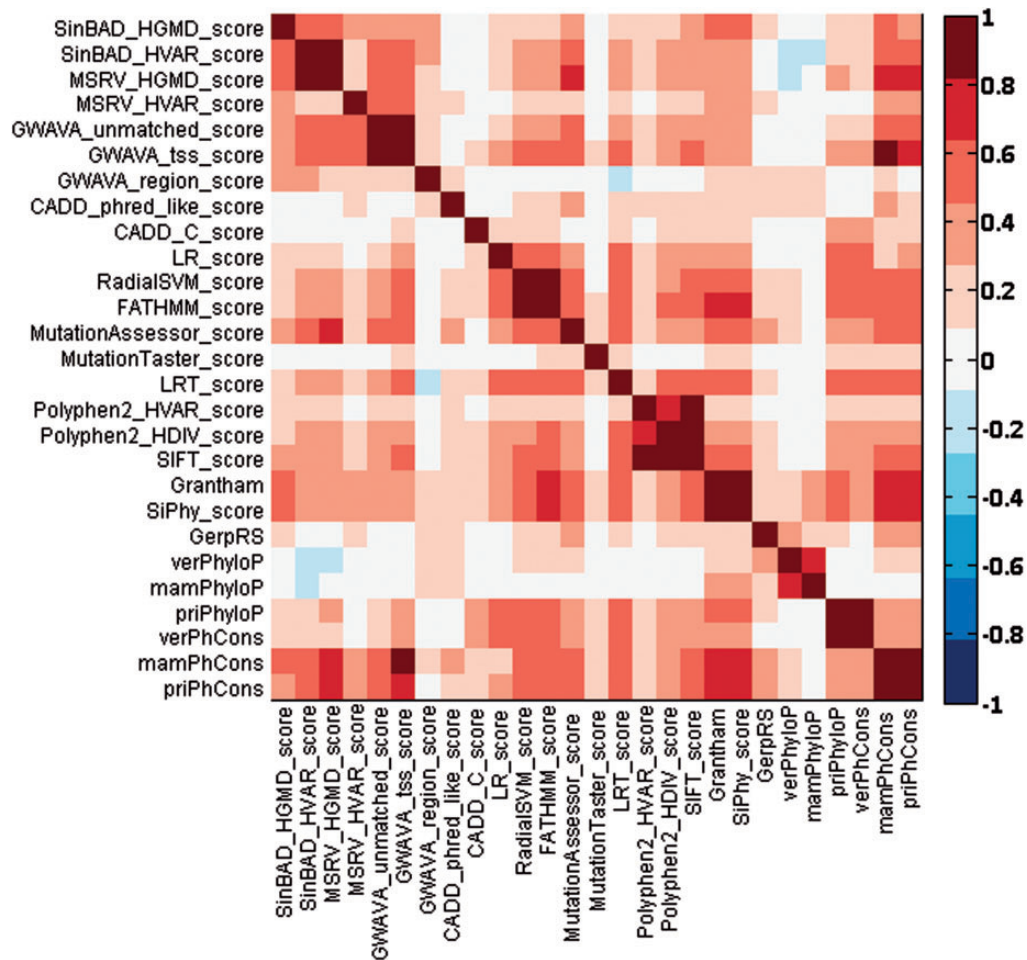 SinBAD_HGMD_score
SinBAD_HVAR_score
MSRV_HGMD_score
MSRV_HVAR_score
GWAVA_unmatched_score
GWAVA_tss_score
GWAVA_region_score
CADD_phred_like_score
CADD_C_score
LR_score
RadialSVM_score
FATHMM_score
MutationAssessor_score
MutationTaster_score
LRT_score
Polyphen2_HVAR_score
Polyphen2_HDIV_score
SIFT_score
Grantham
SiPhy_score
GerpRS
verPhyloP
mamPhyloP
priPhyloP
verPhCons
mamPhCons
priPhCons
SinBAD_HGMD_score
SinBAD_HVAR_score
MSRV_HGMD_score
MSRV_HVAR_score
GWAVA_unmatched_score
GWAVA_tss_score
GWAVA_region_score
CADD_phred_like_score
CADD_C_score
LR_score
RadialSVM_score
FATHMM_score
MutationAssessor_score
MutationTaster_score
LRT_score
Polyphen2_HVAR_score
Polyphen2_HDIV_score
SIFT_score
Grantham
SiPhy_score
GerpRS
verPhyloP
mamPhyloP
priPhyloP
verPhCons
mamPhCons
priPhCons
1
0.8
0.6
0.4
0.2
0
-0.2
-0.4
-0.6
-0.8
-1